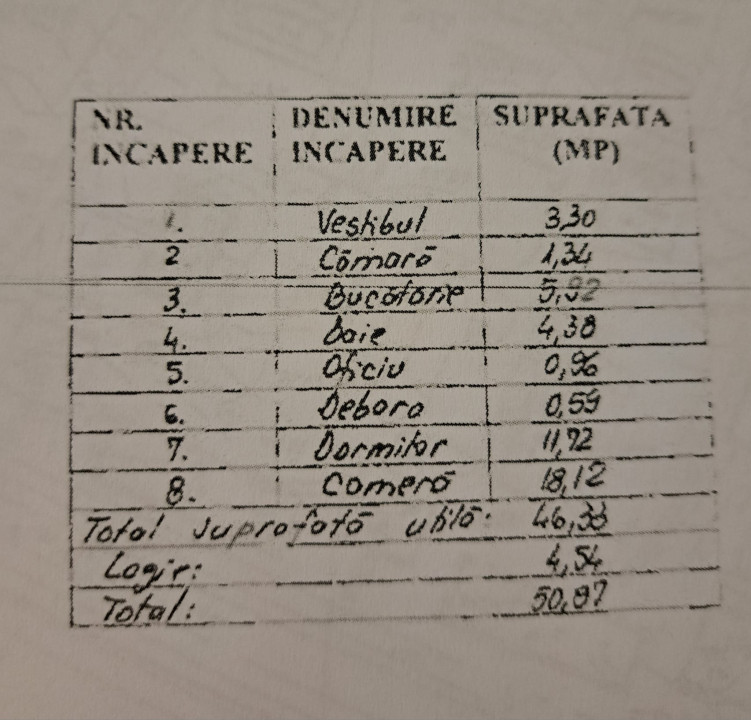 NR. DENUMIRE SUPRAFATA
INCAPERE INCAPERE (MP)
1. Vestibul 3,30
2 Cămară 1,34
3. Bucătărie 5,92
4. Baie 4,38
5. Oficiu 0,96
6. Debara 0,59
7. Dormitor 11,72
8. Cameră 18,12
Total suprafată utilă: 46,33
Logie: 4,54
Total: 50,87